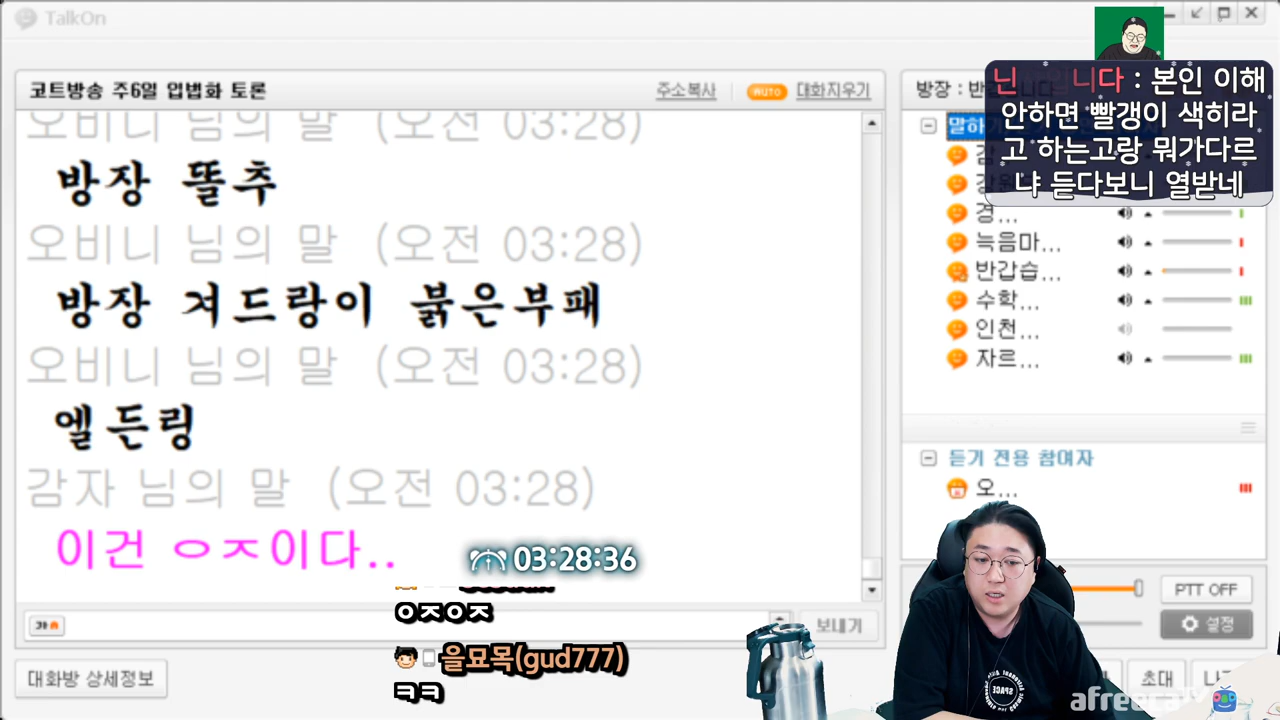 TalkOn
코트방송 주6일 입법화 토론
주소복사
AUTO
대화지우기
오비니 님의 말 (오전 03:28)
방장 똘추
오비니 님의 말 (오전 03:28)
방장 겨드랑이 붉은부패
오비니 님의 말 (오전 03:28)
엘든링
감자 님의 말 (오전 03:28)
이건 ㅇㅈ이다..
03:28:36
ㅇㅈㅇㅈ
을묘목(gud777)
ㅋㅋ
가
보내기
대화방 상세정보
방장 : 반
닌 니다 : 본인 이해
안하면 빨갱이 색히라
고 하는고랑 뭐가다르
냐 듣다보니 열받네
말하기
경...
늑음마...
반갑습...
수학...
인천...
자르...
듣기 전용 참여자
오...
PTT OFF
설정
초대
SPACE
afreeca